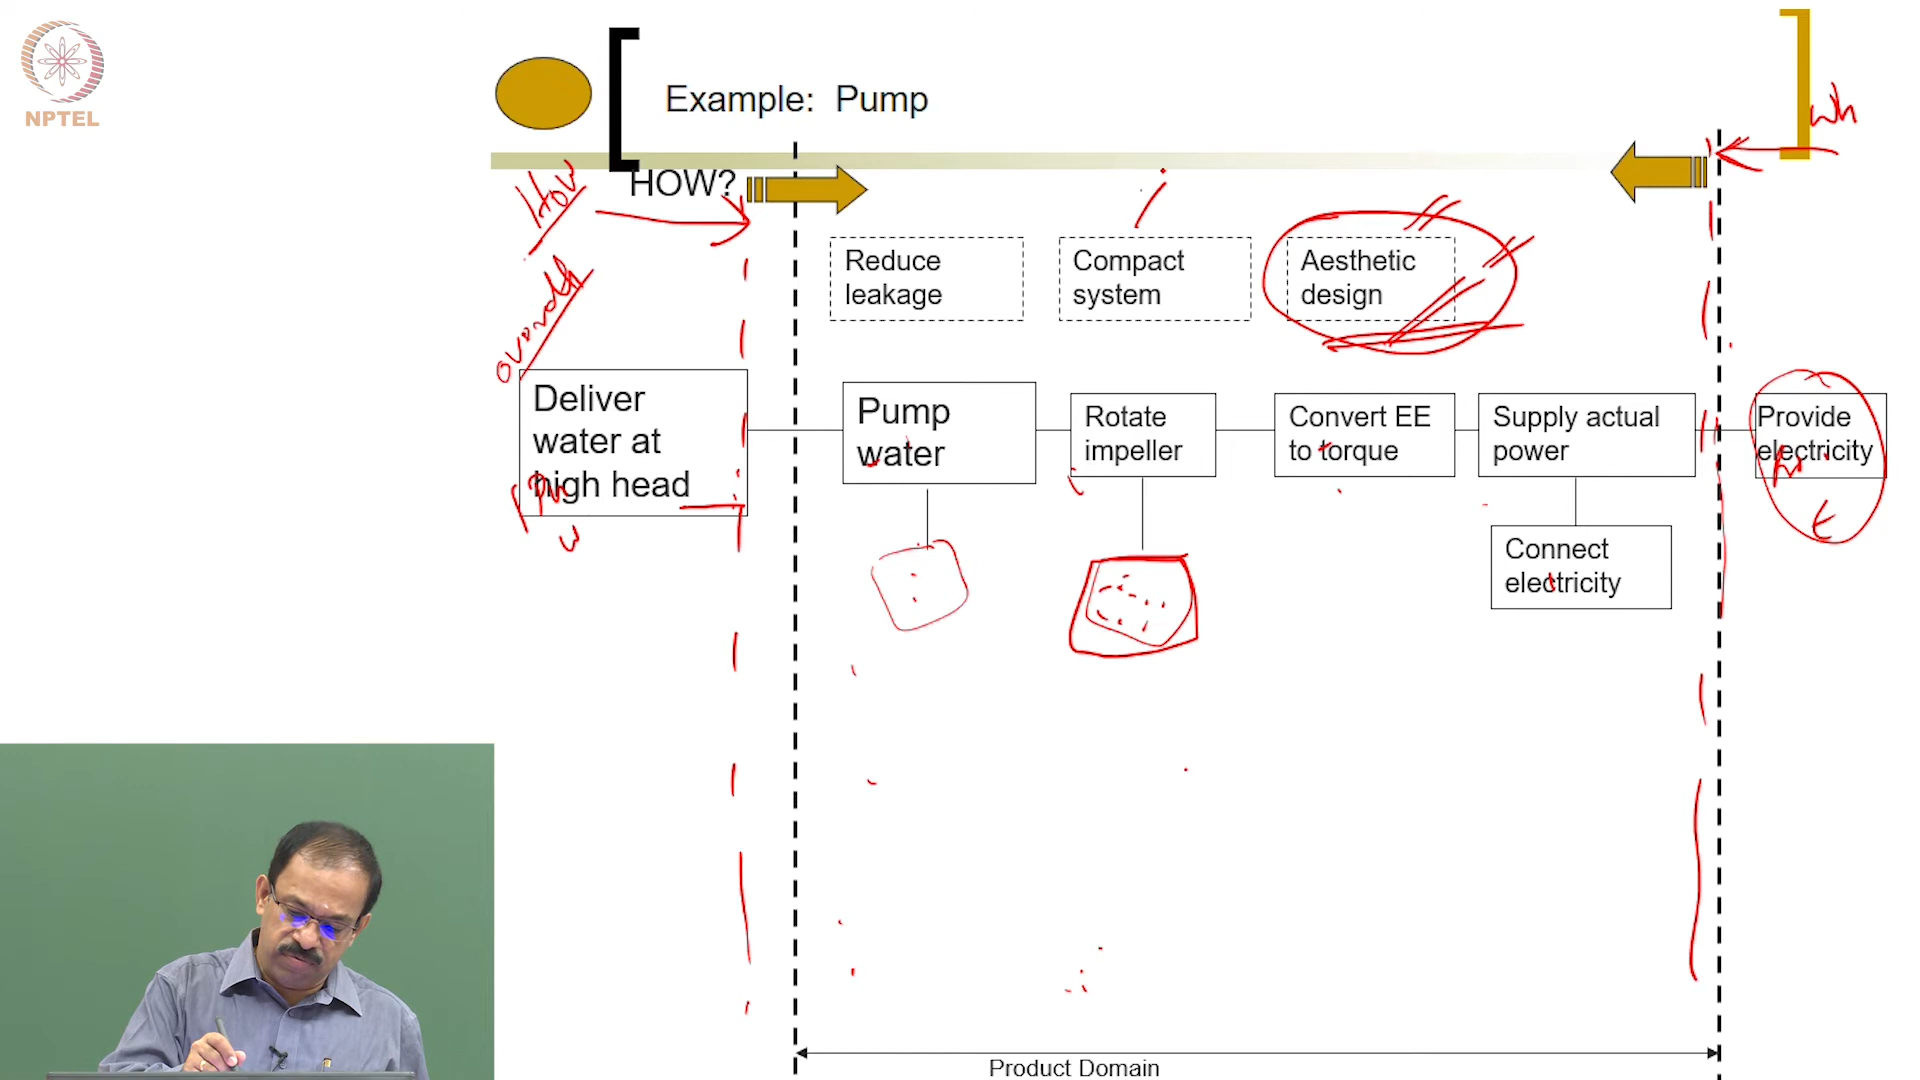 NPTEL
Example: Pump
Wh
HOW?
How
Reduce
leakage
Compact
system
Aesthetic
design
Deliver
water at
high head
Pump
water
Rotate
impeller
Convert EE
to torque
Supply actual
power
Provide
electricity
Connect
electricity
Product Domain